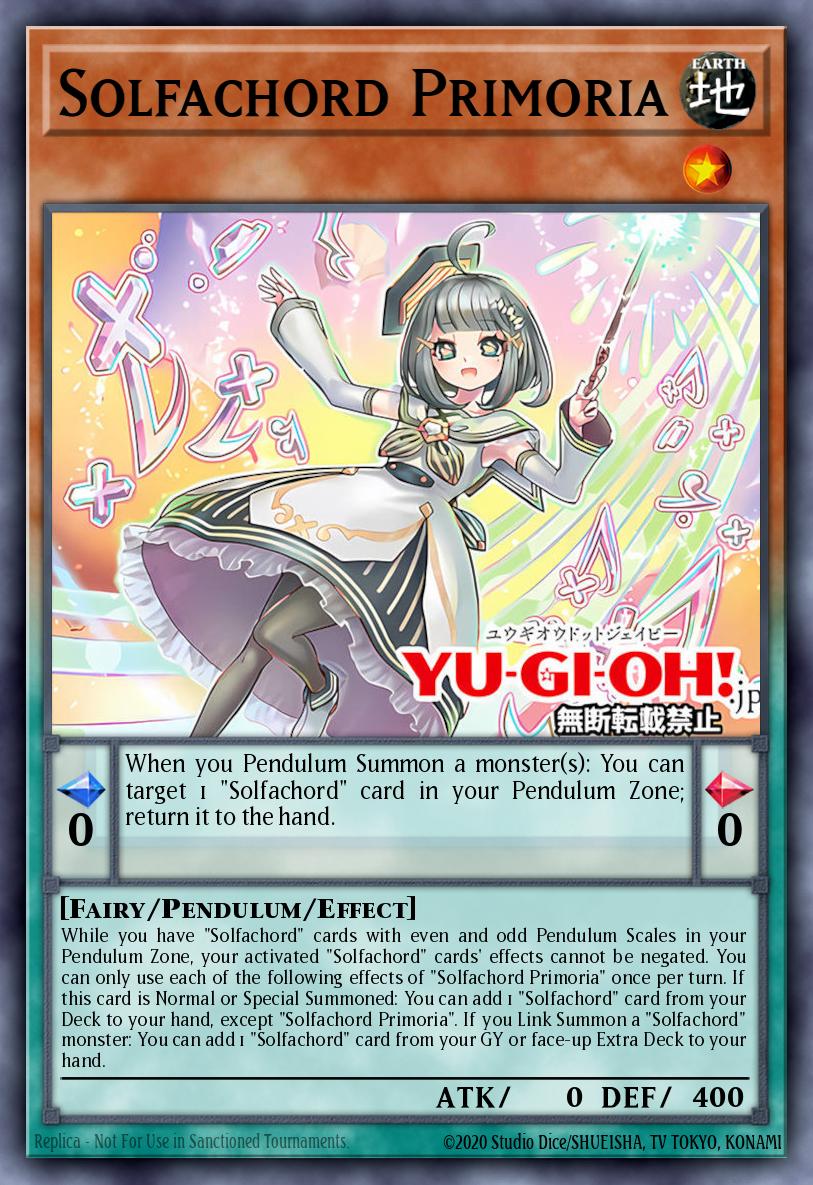 Solfachord Primoria
EARTH
地
ユウギオウドットジェイピー
YU-GI-OH!
.jp
無断転載禁止
When you Pendulum Summon a monster(s): You can
target 1 "Solfachord" card in your Pendulum Zone;
return it to the hand.
0
0
[Fairy/Pendulum/Effect]
While you have "Solfachord" cards with even and odd Pendulum Scales in your
Pendulum Zone, your activated "Solfachord" cards' effects cannot be negated. You
can only use each of the following effects of "Solfachord Primoria" once per turn. If
this card is Normal or Special Summoned: You can add 1 "Solfachord" card from your
Deck to your hand, except "Solfachord Primoria". If you Link Summon a "Solfachord"
monster: You can add 1 "Solfachord" card from your GY or face-up Extra Deck to your
hand.
ATK/ 0 DEF/ 400
Replica - Not For Use in Sanctioned Tournaments.
©2020 Studio Dice/SHUEISHA, TV TOKYO, KONAMI